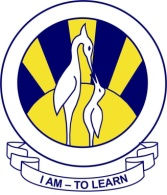 I AM – TO LEARN